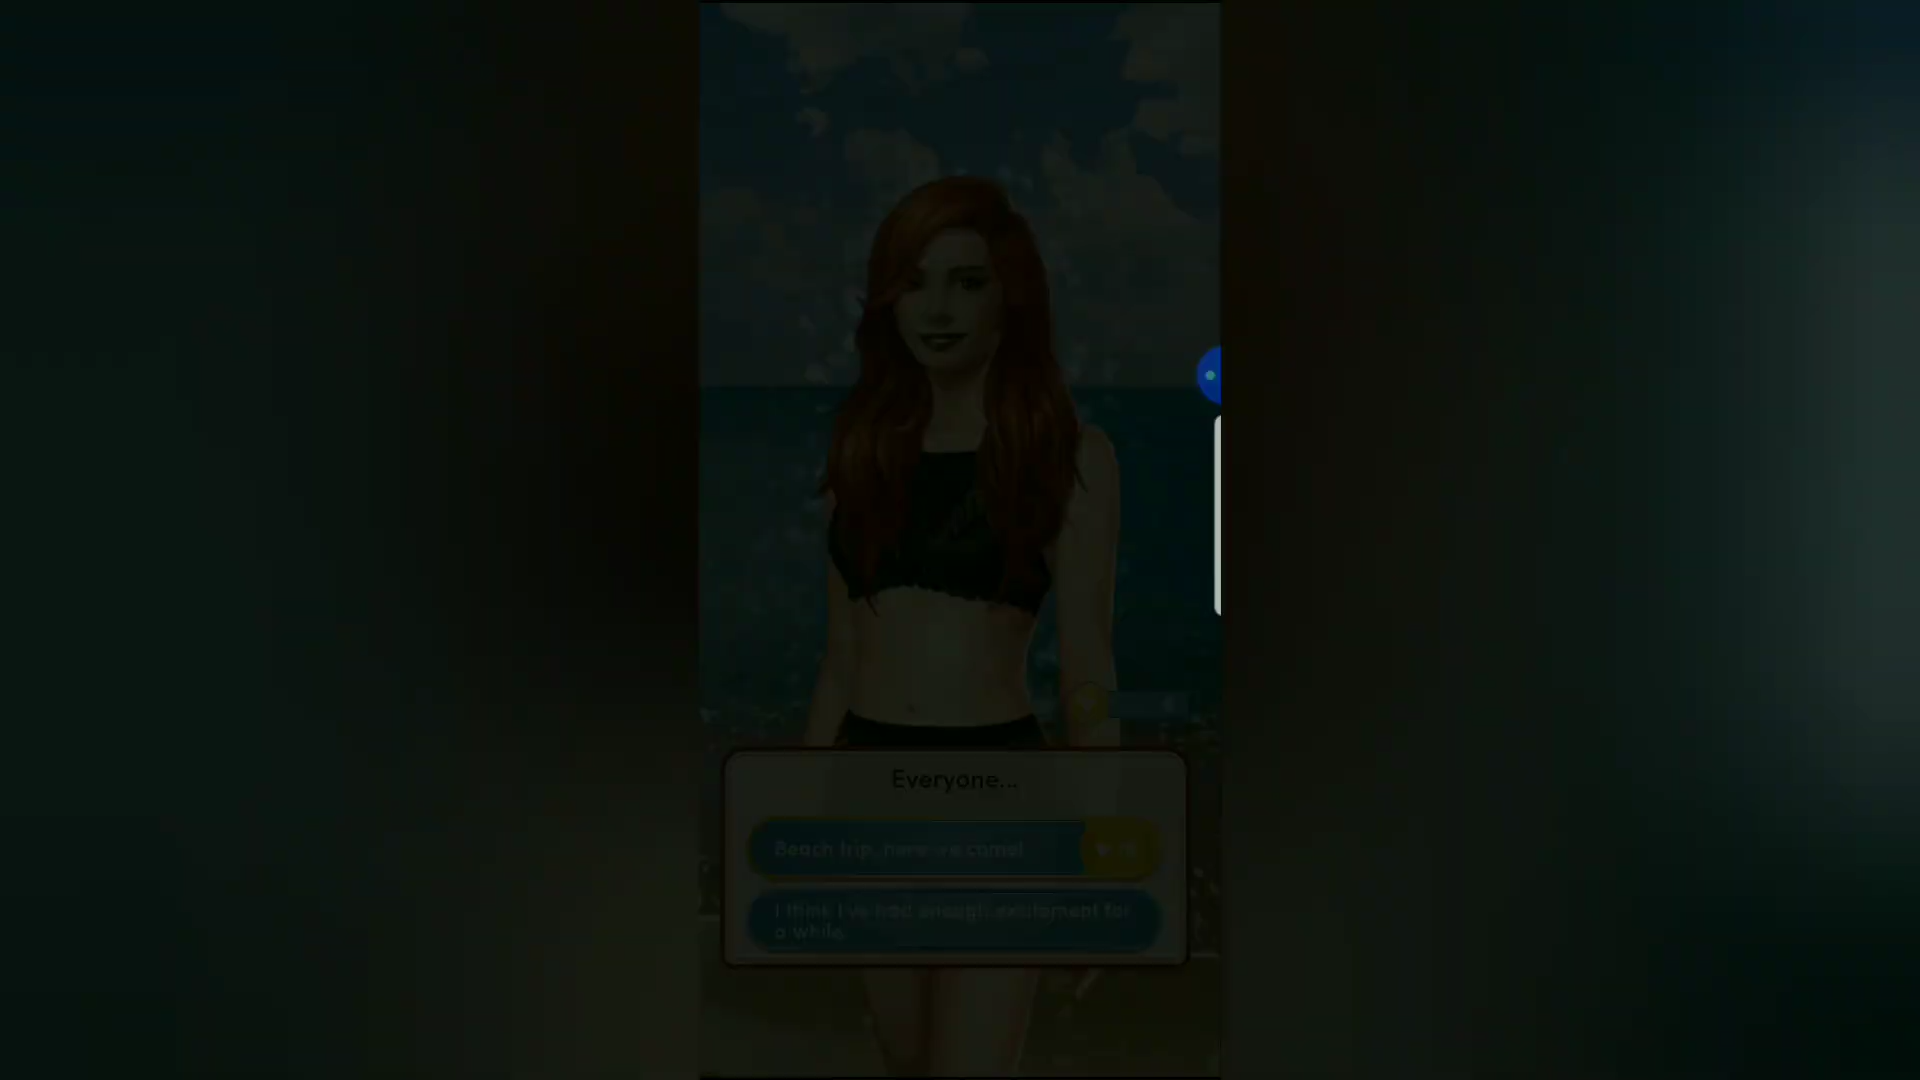 Everyone...
Beach trip, here we come!
I think I've had enough excitement for
a while.